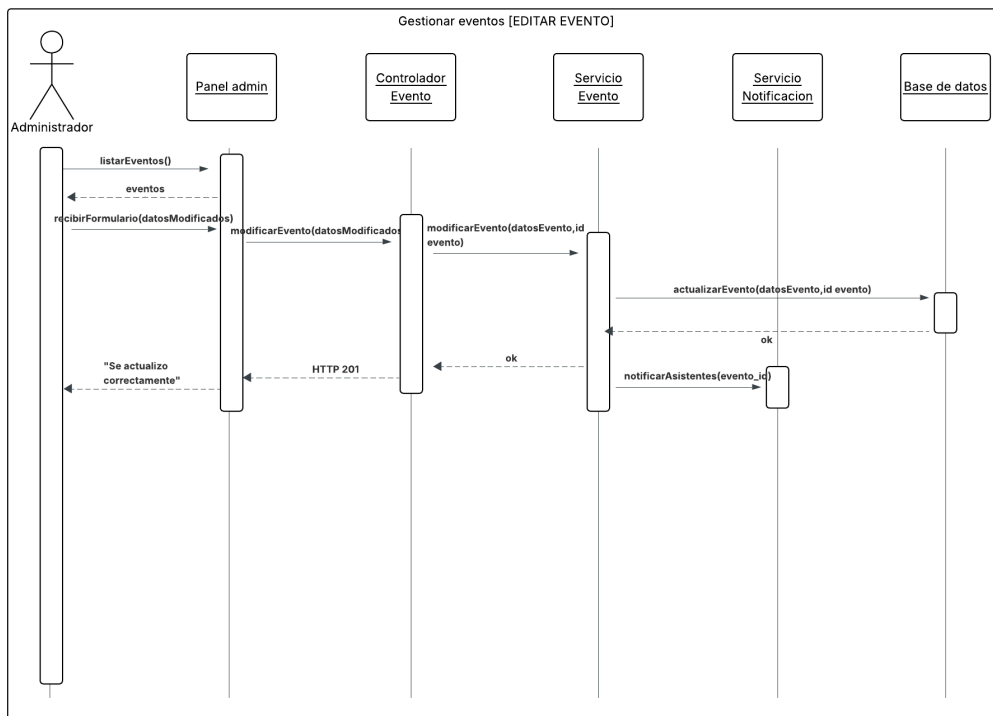 Gestionar eventos [EDITAR EVENTO]
Administrador
Panel admin
Controlador
Evento
Servicio
Evento
Servicio
Notificacion
Base de datos
listarEventos()
eventos
recibirFormulario(datosModificados)
modificarEvento(datosModificados
modificarEvento(datosEvento,id
evento)
actualizarEvento(datosEvento,id evento)
ok
ok
HTTP 201
"Se actualizo
correctamente"
notificarAsistentes(evento_id)